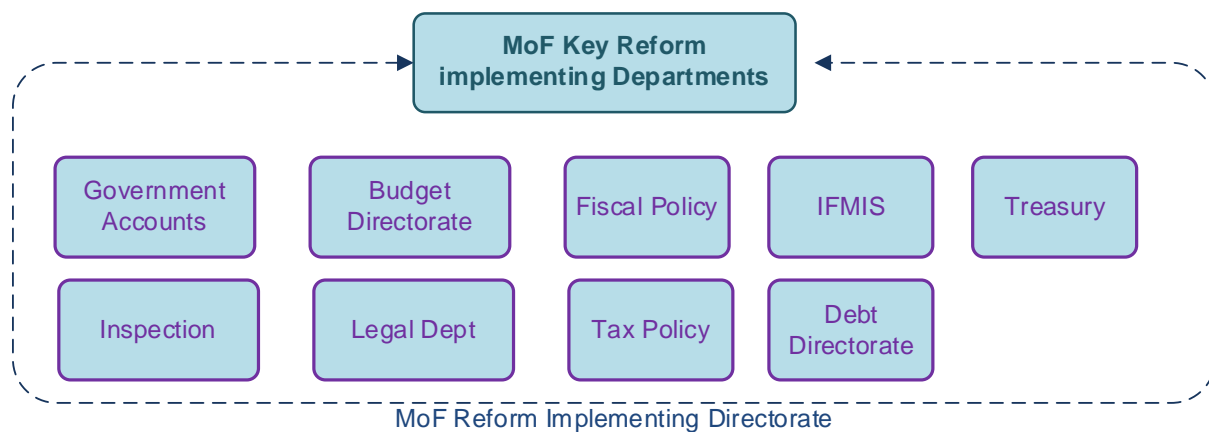 MoF Key Reform
implementing Departments
Government
Accounts
Budget
Directorate
Fiscal Policy
IFMIS
Treasury
Inspection
Legal Dept
Tax Policy
Debt
Directorate
MoF Reform Implementing Directorate